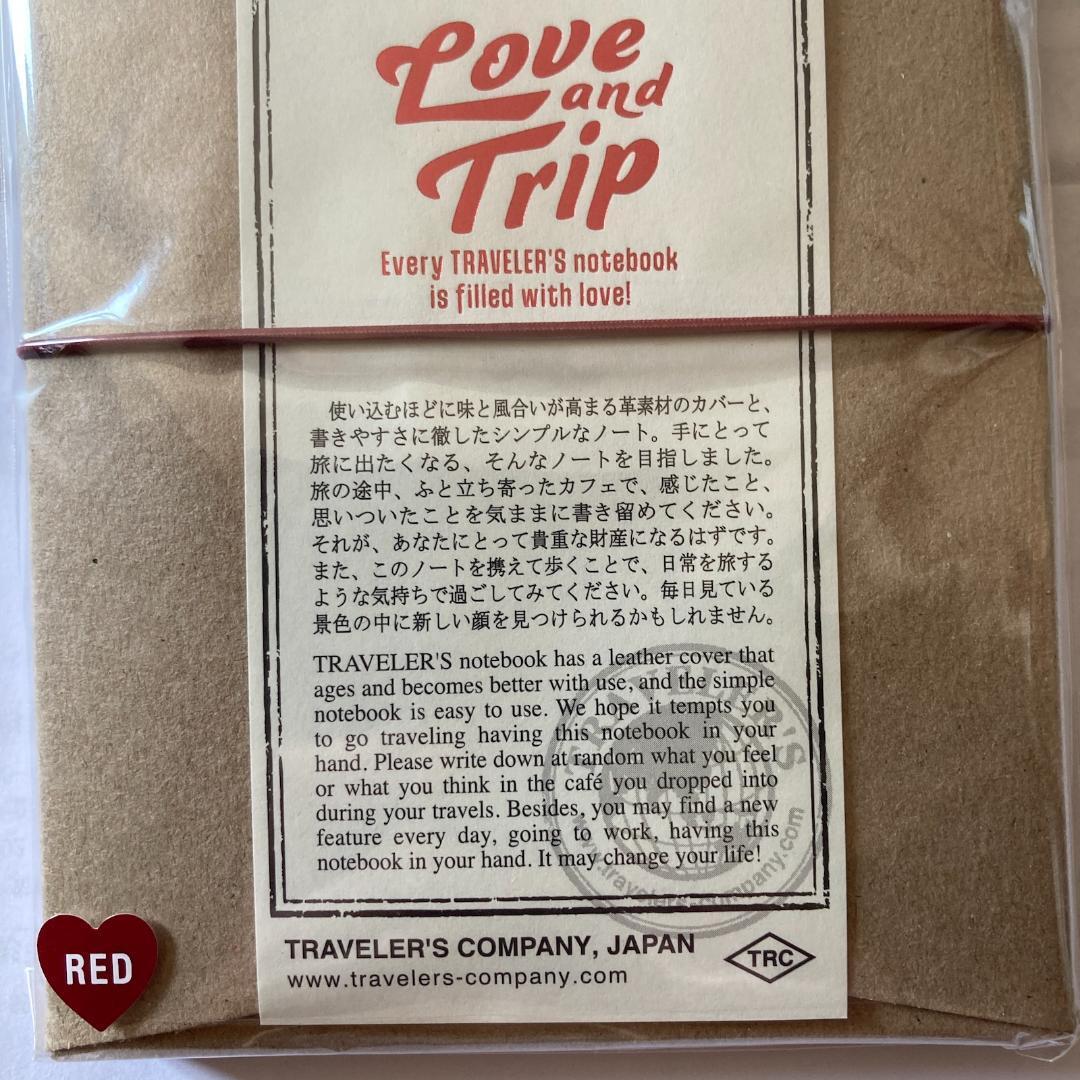 Love
and
Trip
Every TRAVELER'S notebook
is filled with love!
使い込むほどに味と風合いが高まる革素材のカバーと、
書きやすさに徹したシンプルなノート。手にとって
旅に出たくなる、そんなノートを目指しました。
旅の途中、ふと立ち寄ったカフェで、感じたこと、
思いついたことを気ままに書き留めてください。
それが、あなたにとって貴重な財産になるはずです。
また、このノートを携えて歩くことで、日常を旅する
ような気持ちで過ごしてみてください。毎日見ている
景色の中に新しい顔を見つけられるかもしれません。
TRAVELER'S notebook has a leather cover that
ages and becomes better with use, and the simple
notebook is easy to use. We hope it tempts you
to go traveling having this notebook in your
hand. Please write down at random what you feel
or what you think in the café you dropped into
during your travels. Besides, you may find a new
feature every day, going to work, having this
notebook in your hand. It may change your life!
TRAVELER'S
www.travelers-company.com
TRAVELER'S COMPANY, JAPAN
www.travelers-company.com
TRC
RED